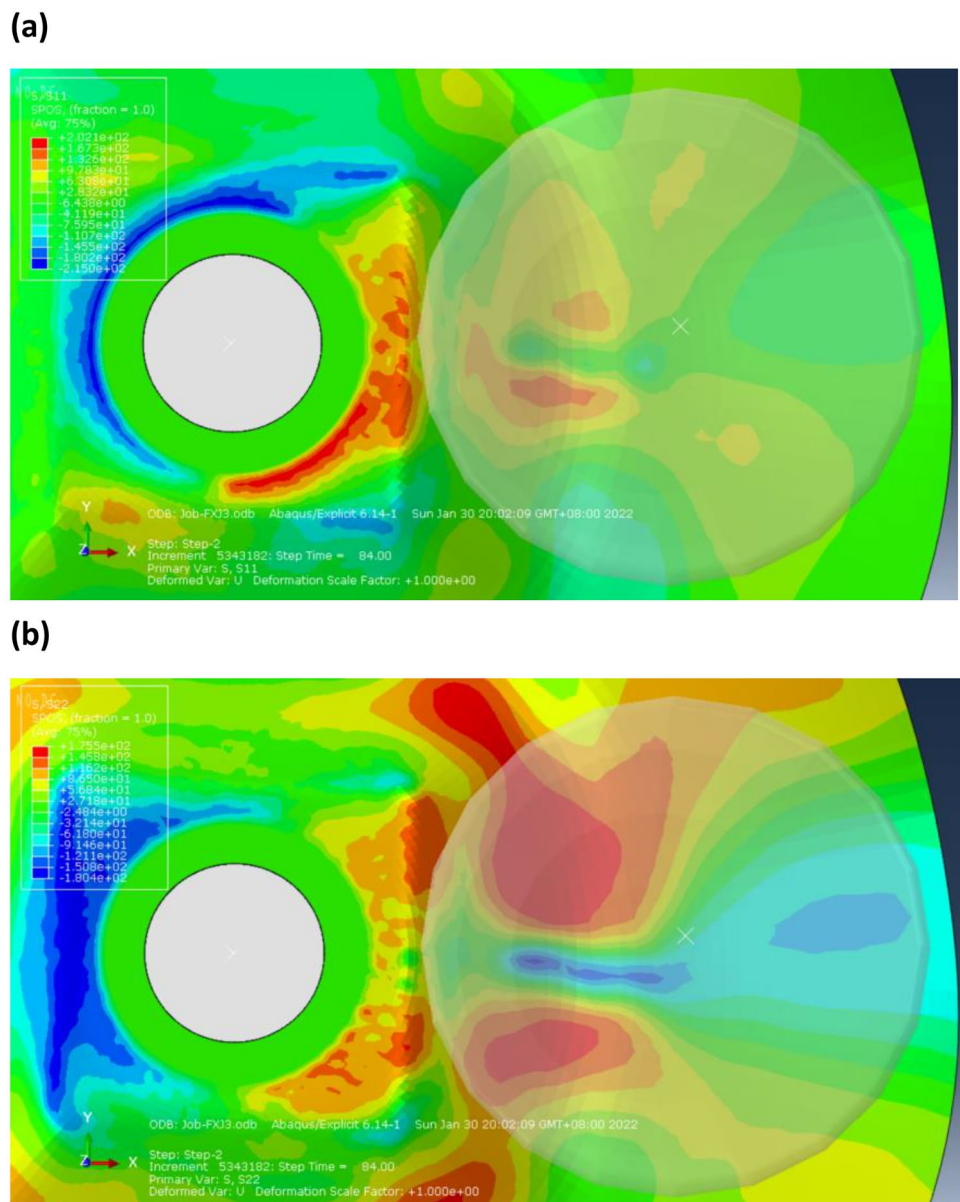 (a)
S, S11
SPOS, (fraction = 1.0)
(Avg: 75%)
+2.021e+02
+1.673e+02
+1.326e+02
+9.783e+01
+6.308e+01
+2.832e+01
-6.438e+00
-4.119e+01
-7.595e+01
-1.107e+02
-1.455e+02
-1.802e+02
-2.150e+02
Y
Z X
ODB: Job-FXJ3.odb Abaqus/Explicit 6.14-1 Sun Jan 30 20:02:09 GMT+08:00 2022
Step: Step-2
Increment 5343182: Step Time = 84.00
Primary Var: S, S11
Deformed Var: U Deformation Scale Factor: +1.000e+00
(b)
S, S22
SPOS, (fraction = 1.0)
(Avg: 75%)
+1.755e+02
+1.458e+02
+1.162e+02
+8.650e+01
+5.684e+01
+2.718e+01
-2.484e+00
-3.214e+01
-6.180e+01
-9.146e+01
-1.211e+02
-1.508e+02
-1.804e+02
Y
Z X
ODB: Job-FXJ3.odb Abaqus/Explicit 6.14-1 Sun Jan 30 20:02:09 GMT+08:00 2022
Step: Step-2
Increment 5343182: Step Time = 84.00
Primary Var: S, S22
Deformed Var: U Deformation Scale Factor: +1.000e+00